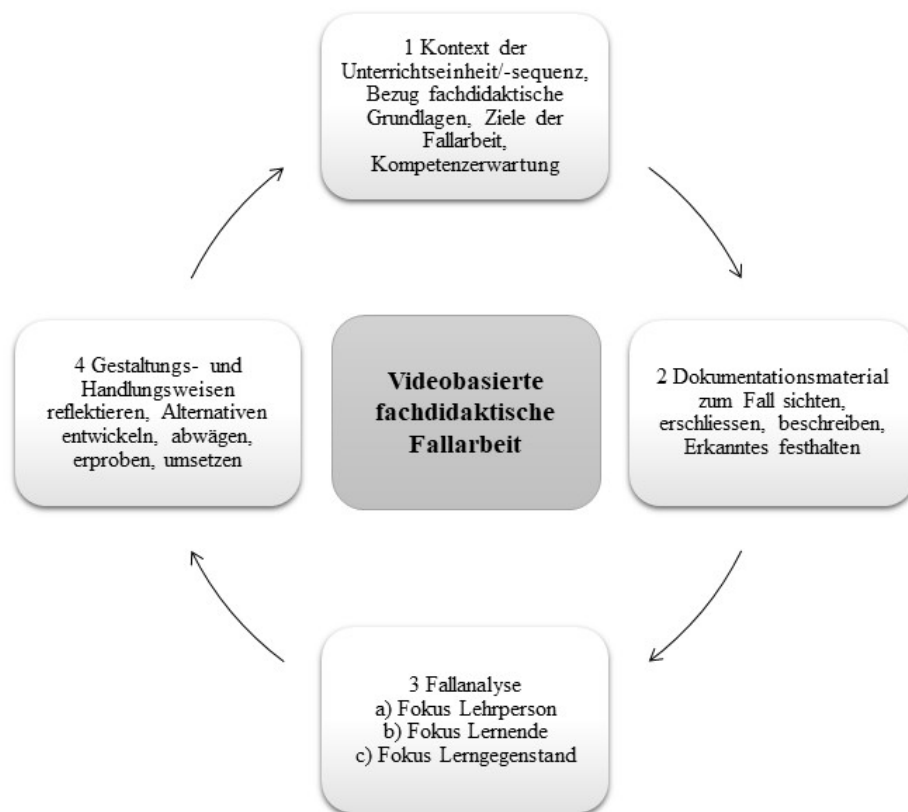 1 Kontext der
Unterrichtseinheit/-sequenz,
Bezug fachdidaktische
Grundlagen, Ziele der
Fallarbeit,
Kompetenzerwartung
4 Gestaltungs- und
Handlungsweisen
reflektieren, Alternativen
entwickeln, abwägen,
erproben, umsetzen
Videobasierte
fachdidaktische
Fallarbeit
2 Dokumentationsmaterial
zum Fall sichten,
erschliessen, beschreiben,
Erkanntes festhalten
3 Fallanalyse
a) Fokus Lehrperson
b) Fokus Lernende
c) Fokus Lerngegenstand